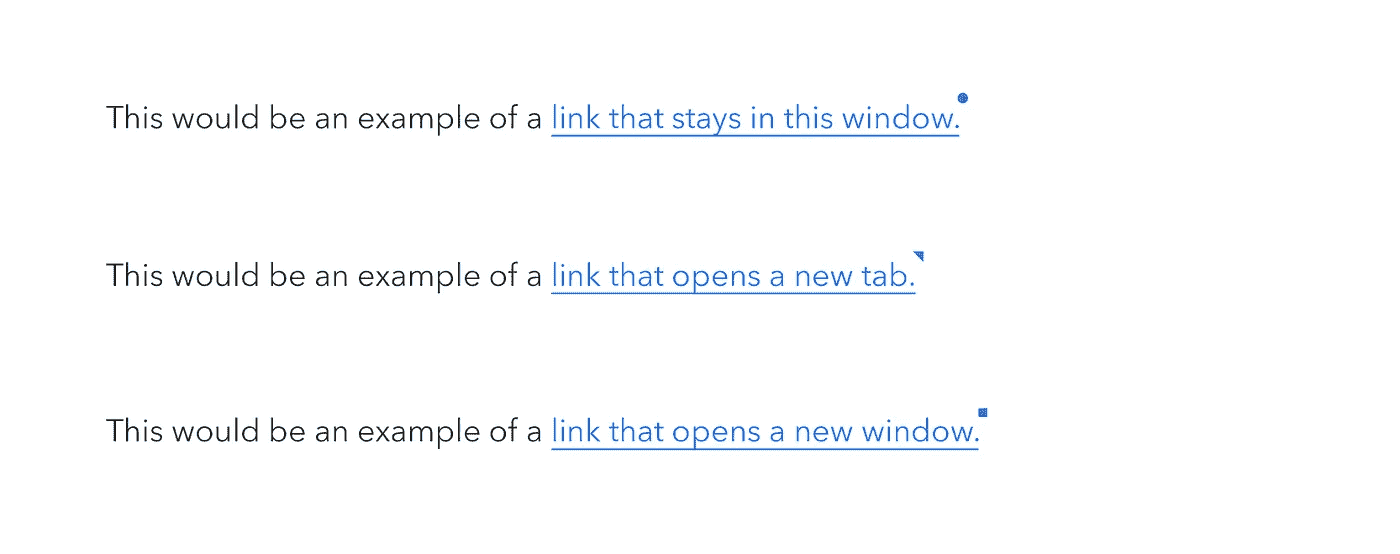 This would be an example of a link that stays in this window.
This would be an example of a link that opens a new tab.
This would be an example of a link that opens a new window.